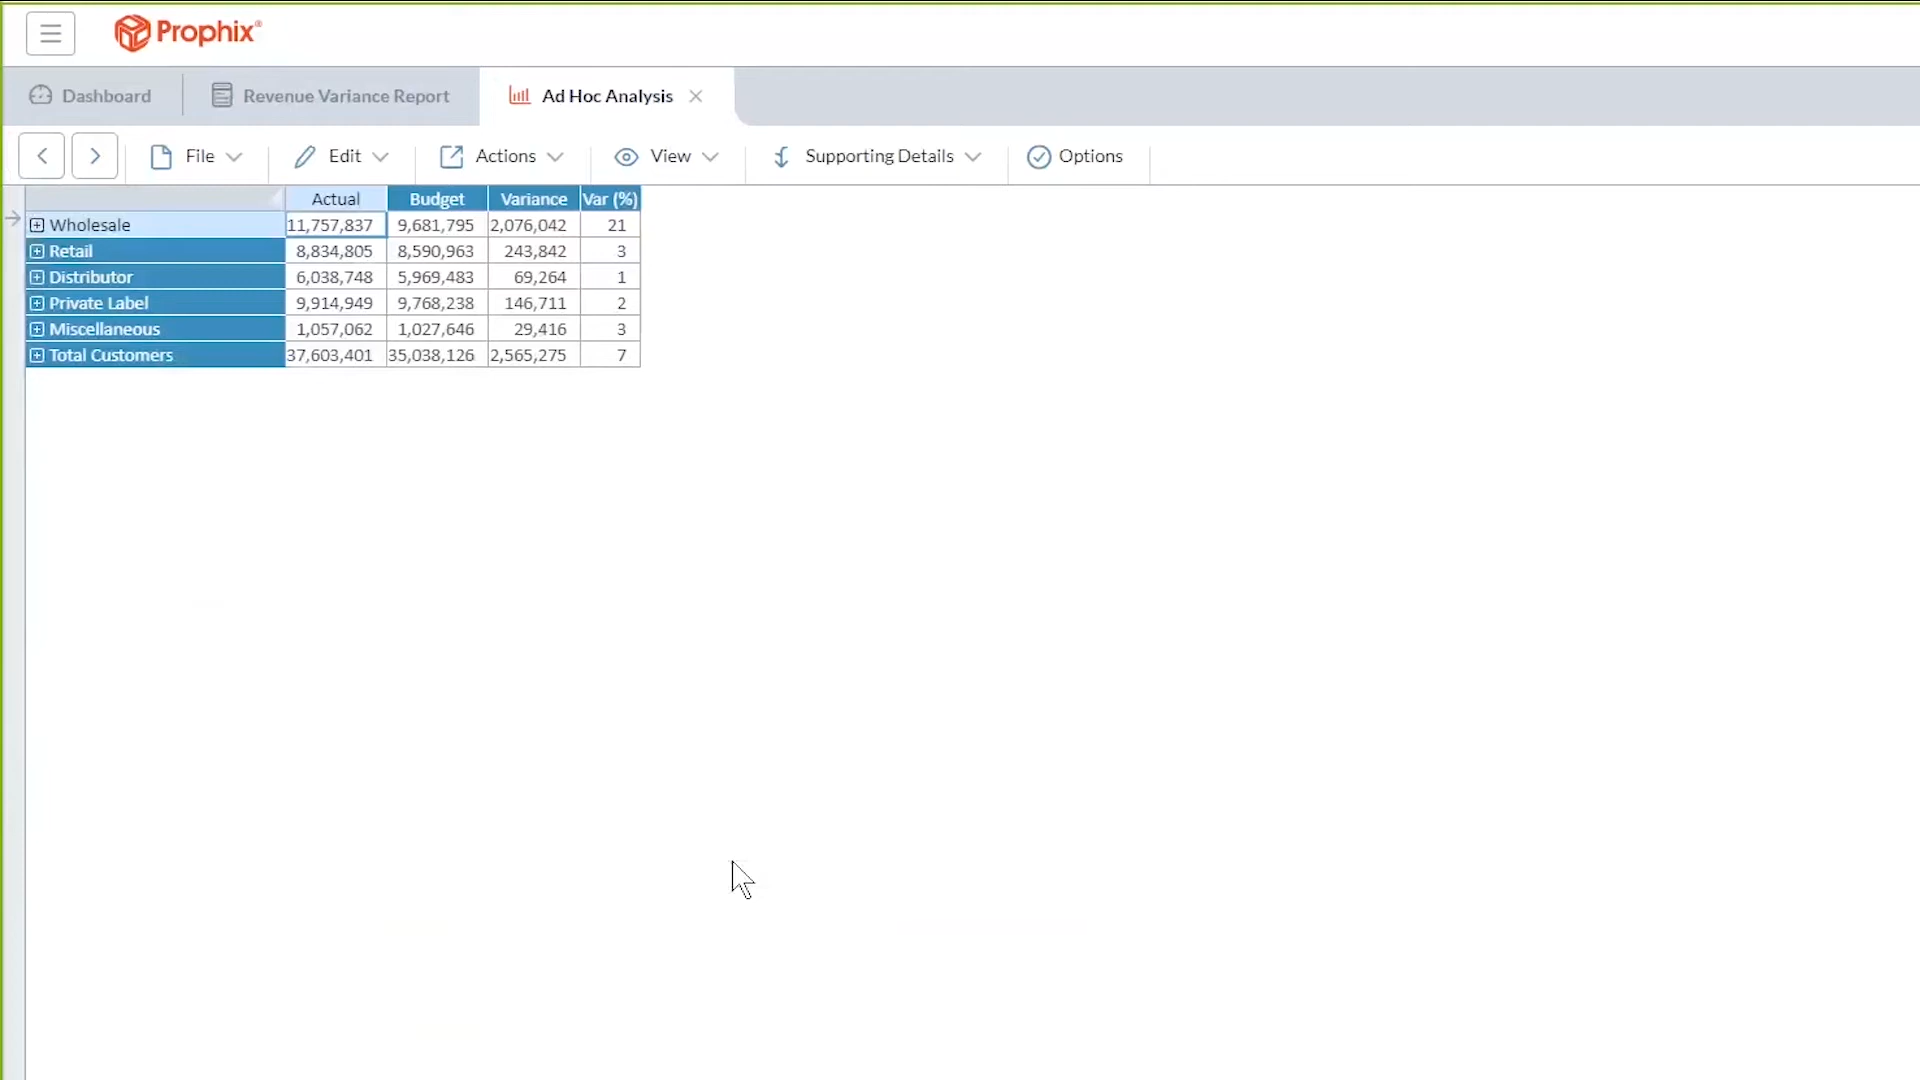 Prophix®
Dashboard Revenue Variance Report Ad Hoc Analysis
File Edit Actions View Supporting Details Options
Actual Budget Variance Var (%)
Wholesale 11,757,837 9,681,795 2,076,042 21
Retail 8,834,805 8,590,963 243,842 3
Distributor 6,038,748 5,969,483 69,264 1
Private Label 9,914,949 9,768,238 146,711 2
Miscellaneous 1,057,062 1,027,646 29,416 3
Total Customers 37,603,401 35,038,126 2,565,275 7